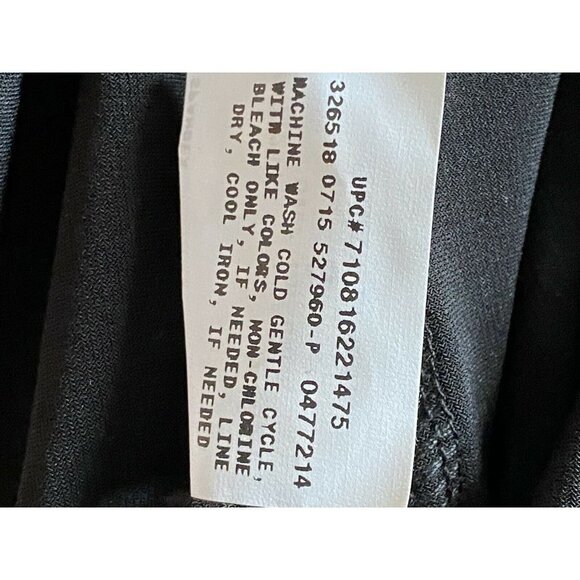 UPC# 710816221475
326518 0715 527960-P 0477214
MACHINE WASH COLD GENTLE CYCLE,
WITH LIKE COLORS, NON-CHLORINE
BLEACH ONLY, IF NEEDED, LINE
DRY, COOL IRON, IF NEEDED